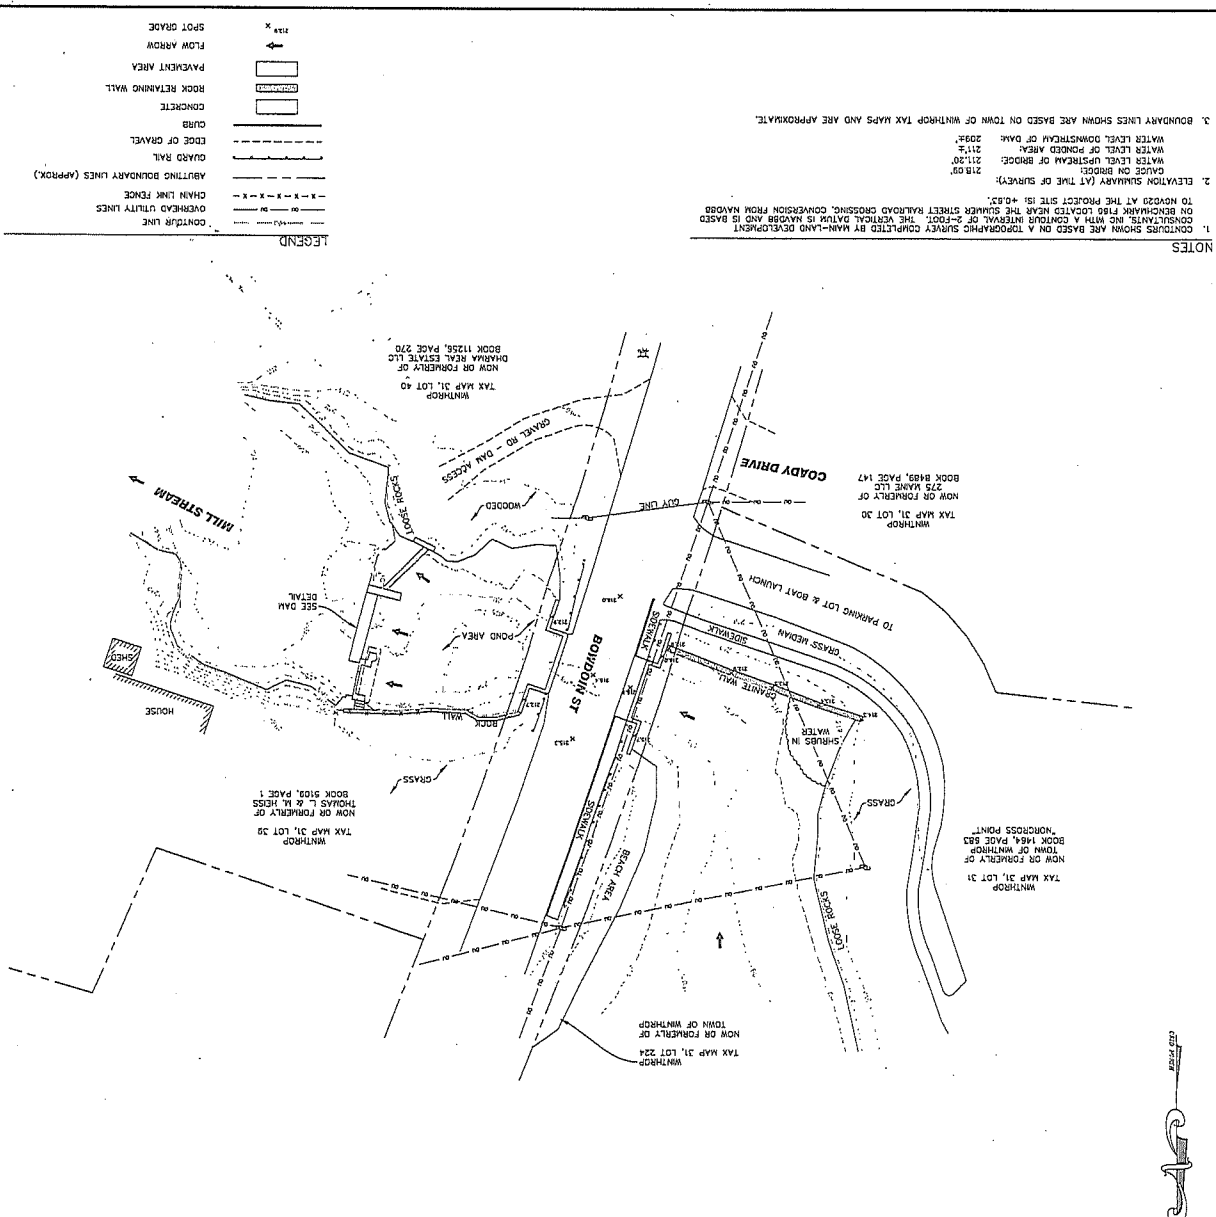 NOTES
1. CONTOURS SHOWN ARE BASED ON A TOPOGRAPHIC SURVEY COMPLETED BY MAIN-LAND DEVELOPMENT
CONSULTANTS, INC WITH A CONTOUR INTERVAL OF 2-FOOT. THE VERTICAL DATUM IS NAVD88 AND IS BASED
ON BENCHMARK F186 LOCATED NEAR THE SUMMER STREET RAILROAD CROSSING. CONVERSION FROM NAVD88
TO NGVD29 AT THE PROJECT SITE IS: +0.63'.
2. ELEVATION SUMMARY (AT TIME OF SURVEY):
GAUGE ON BRIDGE: 218.09'
WATER LEVEL UPSTREAM OF BRIDGE: 211.20'
WATER LEVEL OF PONDED AREA: 211'±
WATER LEVEL DOWNSTREAM OF DAM: 209±'
3. BOUNDARY LINES SHOWN ARE BASED ON TOWN OF WINTHROP TAX MAPS AND ARE APPROXIMATE.
LEGEND
CONTOUR LINE
OVERHEAD UTILITY LINES
CHAIN LINK FENCE
ABUTTING BOUNDARY LINES (APPROX.)
GUARD RAIL
EDGE OF GRAVEL
CURB
CONCRETE
ROCK RETAINING WALL
PAVEMENT AREA
FLOW ARROW
SPOT GRADE
WINTHROP
TAX MAP 31, LOT 224
NOW OR FORMERLY OF
TOWN OF WINTHROP
WINTHROP
TAX MAP 31, LOT 31
NOW OR FORMERLY OF
TOWN OF WINTHROP
BOOK 1464, PAGE 583
"NORCROSS POINT"
LOOSE ROCKS
BEACH AREA
SIDEWALK
GRASS
WINTHROP
TAX MAP 31, LOT 39
NOW OR FORMERLY OF
THOMAS L & M. HEISS
BOOK 5109, PAGE 1
GRASS
SHRUBS IN
WATER
GRANITE WALL
SIDEWALK
GRASS MEDIAN
TO PARKING LOT & BOAT LAUNCH
SIDEWALK
BOWDOIN ST
ROCK
WALL
HOUSE
SHED
POND AREA
SEE DAM
DETAIL
MILL STREAM
LOOSE ROCKS
WOODED
GUY LINE
GRAVEL RD - DAM ACCESS
COADY DRIVE
WINTHROP
TAX MAP 31, LOT 30
NOW OR FORMERLY OF
275 MAINE LLC
BOOK 8489, PAGE 147
WINTHROP
TAX MAP 31, LOT 40
NOW OR FORMERLY OF
DHARMA REAL ESTATE LLC
BOOK 11256, PAGE 270